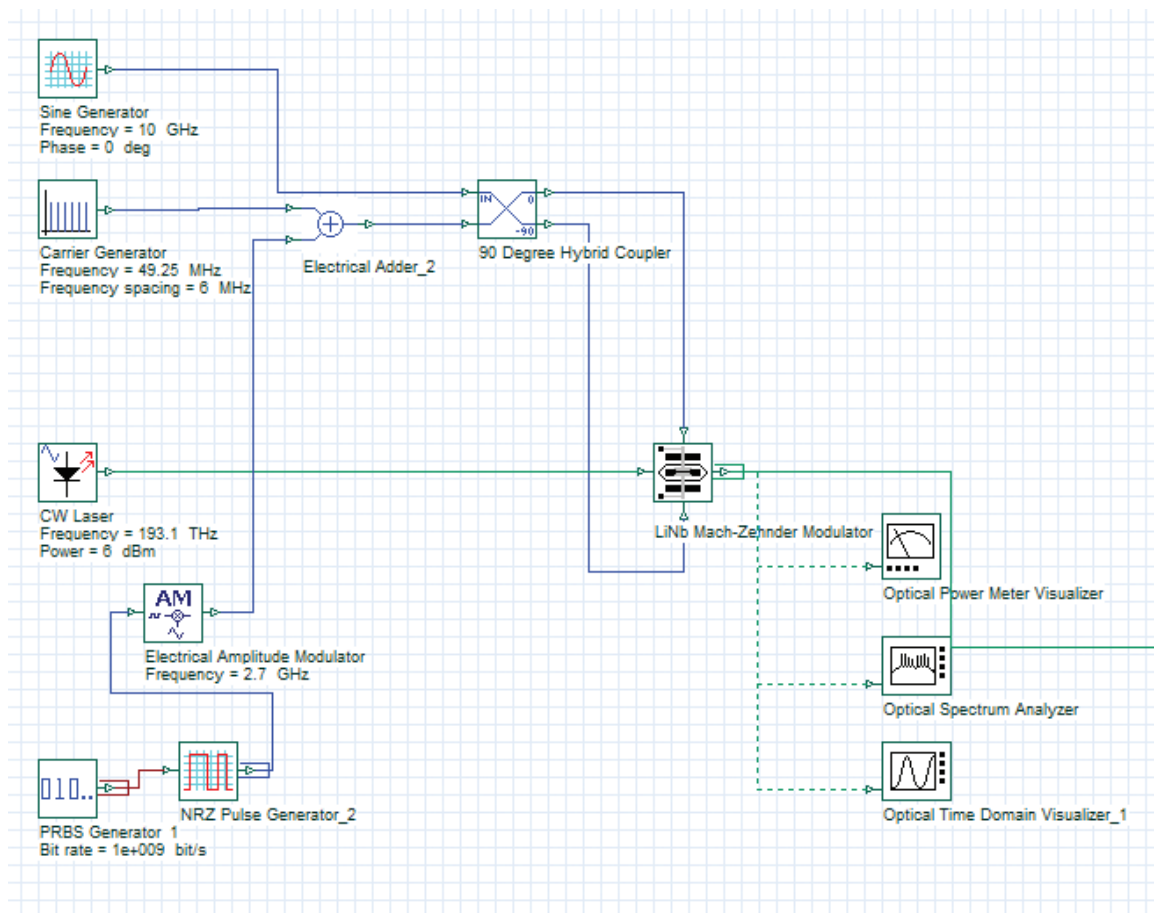 Sine Generator
Frequency = 10 GHz
Phase = 0 deg
IN
0
-90
Carrier Generator
Frequency = 49.25 MHz
Frequency spacing = 6 MHz
Electrical Adder_2
90 Degree Hybrid Coupler
CW Laser
Frequency = 193.1 THz
Power = 6 dBm
LiNb Mach-Zehnder Modulator
Optical Power Meter Visualizer
AM
Electrical Amplitude Modulator
Frequency = 2.7 GHz
Optical Spectrum Analyzer
010..
NRZ Pulse Generator_2
Optical Time Domain Visualizer_1
PRBS Generator 1
Bit rate = 1e+009 bit/s